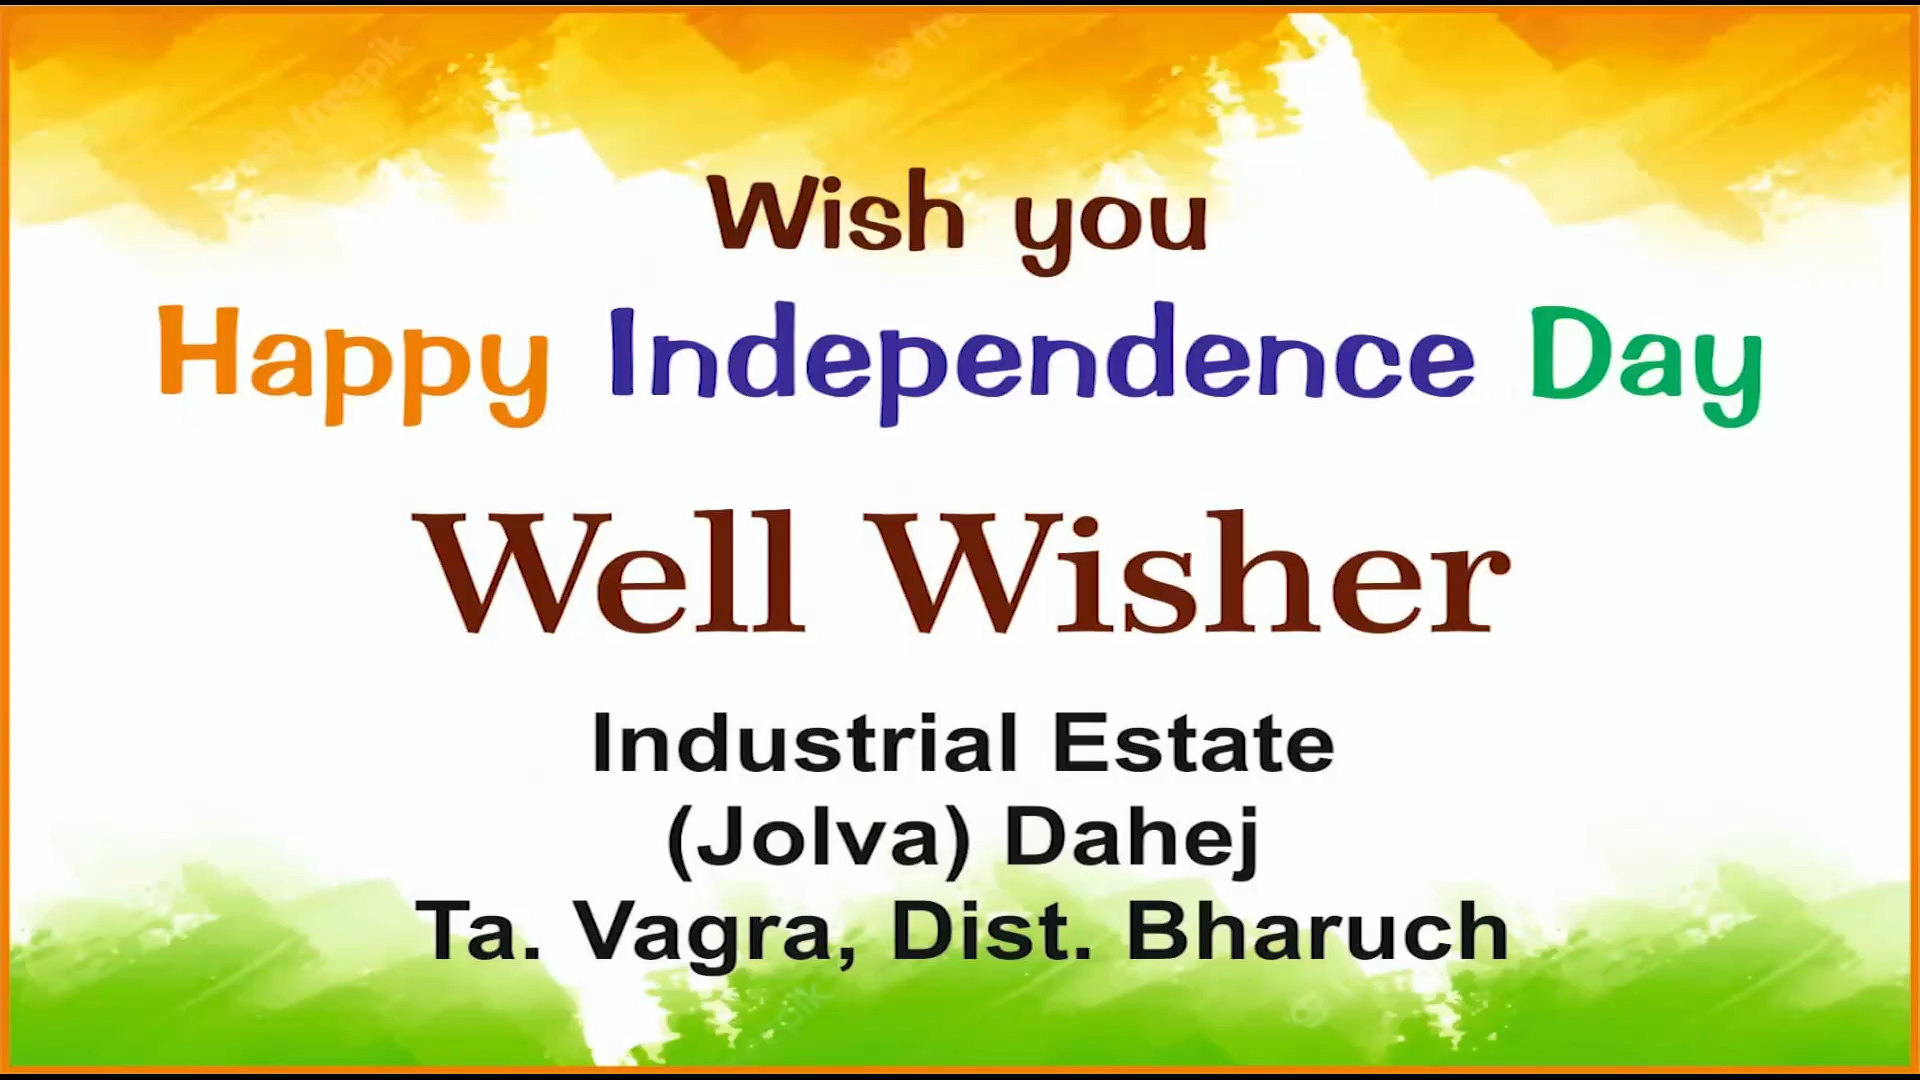 Wish you
Happy Independence Day
Well Wisher
Industrial Estate
(Jolva) Dahej
Ta. Vagra, Dist. Bharuch